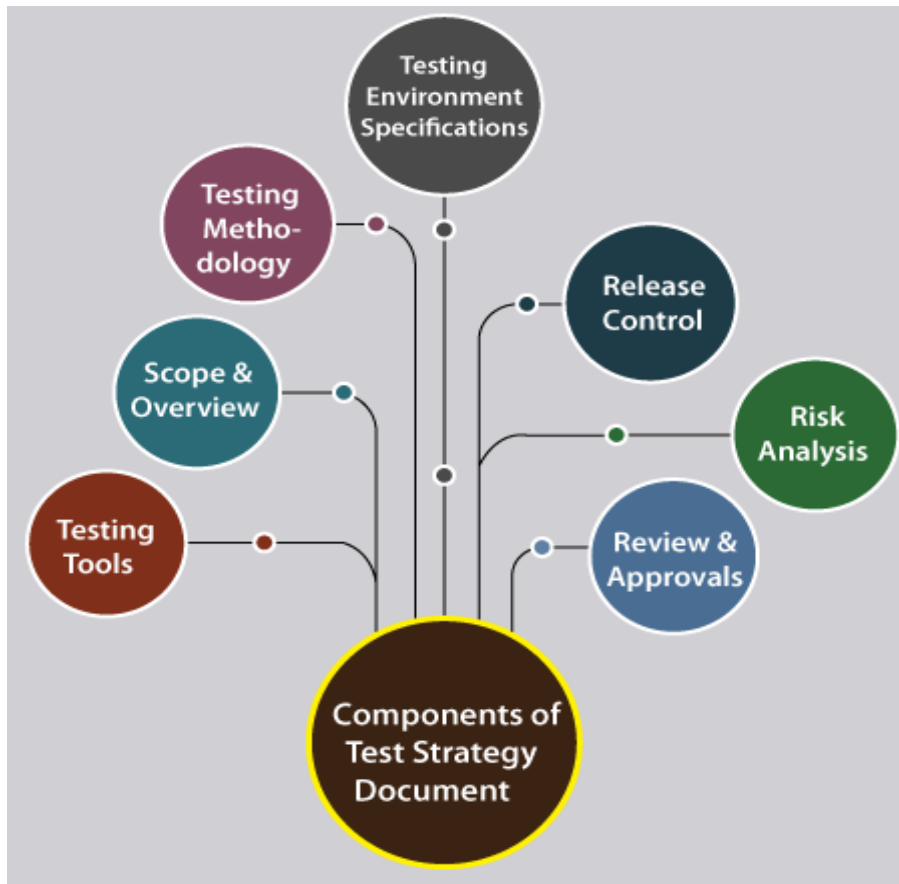 Testing
Environment
Specifications
Testing
Metho-
dology
Release
Control
Scope &
Overview
Risk
Analysis
Testing
Tools
Review &
Approvals
Components of
Test Strategy
Document